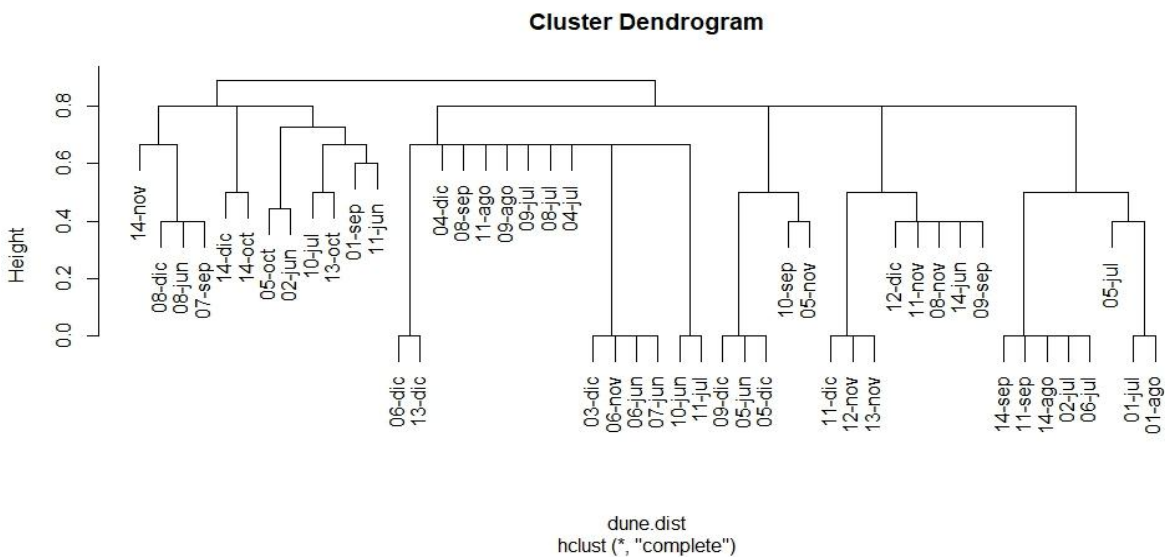 Cluster Dendrogram
Height
0.0
0.2
0.4
0.6
0.8
14-nov
08-dic
08-jun
07-sep
14-dic
14-oct
05-oct
02-jun
10-jul
13-oct
01-sep
11-jun
06-dic
13-dic
04-dic
08-sep
11-ago
09-ago
09-jul
08-jul
04-jul
03-dic
06-nov
06-jun
07-jun
10-jun
11-jul
09-dic
05-jun
05-dic
10-sep
05-nov
11-dic
12-nov
13-nov
12-dic
11-nov
08-nov
14-jun
09-sep
14-sep
11-sep
14-ago
02-jul
06-jul
05-jul
01-jul
01-ago
dune.dist
hclust (*, "complete")